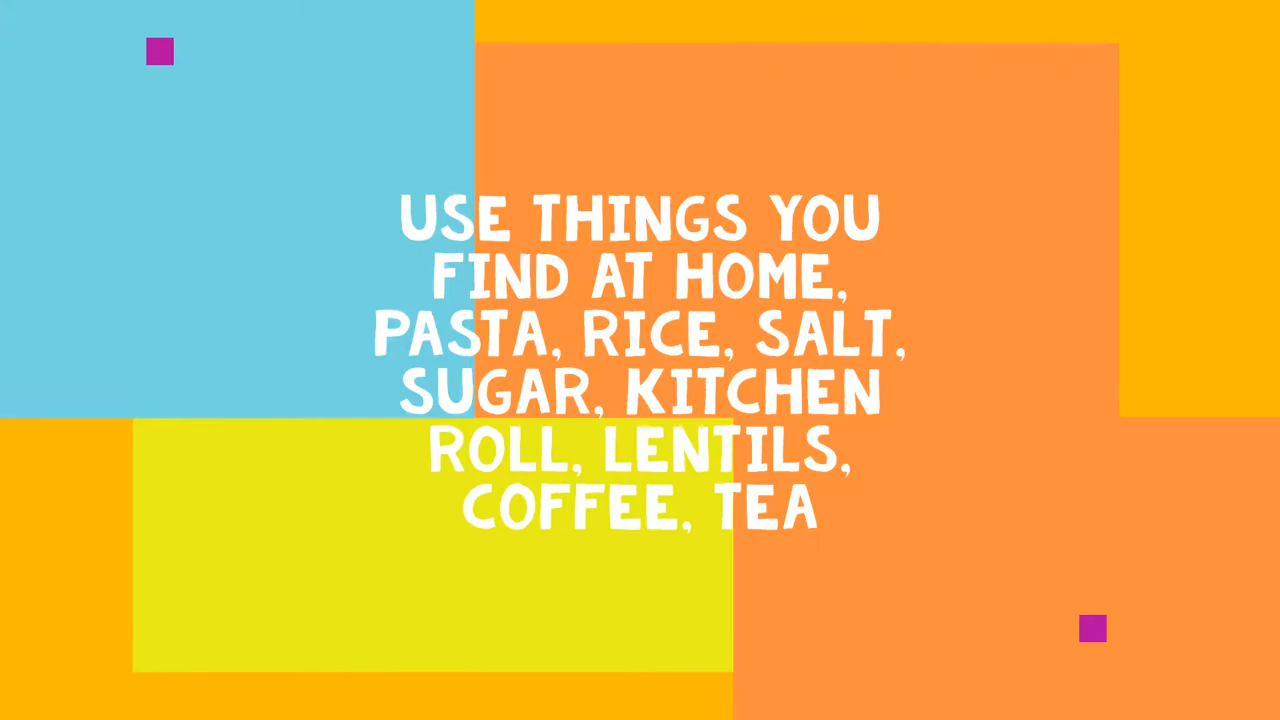 USE THINGS YOU
FIND AT HOME,
PASTA, RICE, SALT,
SUGAR, KITCHEN
ROLL, LENTILS,
COFFEE, TEA